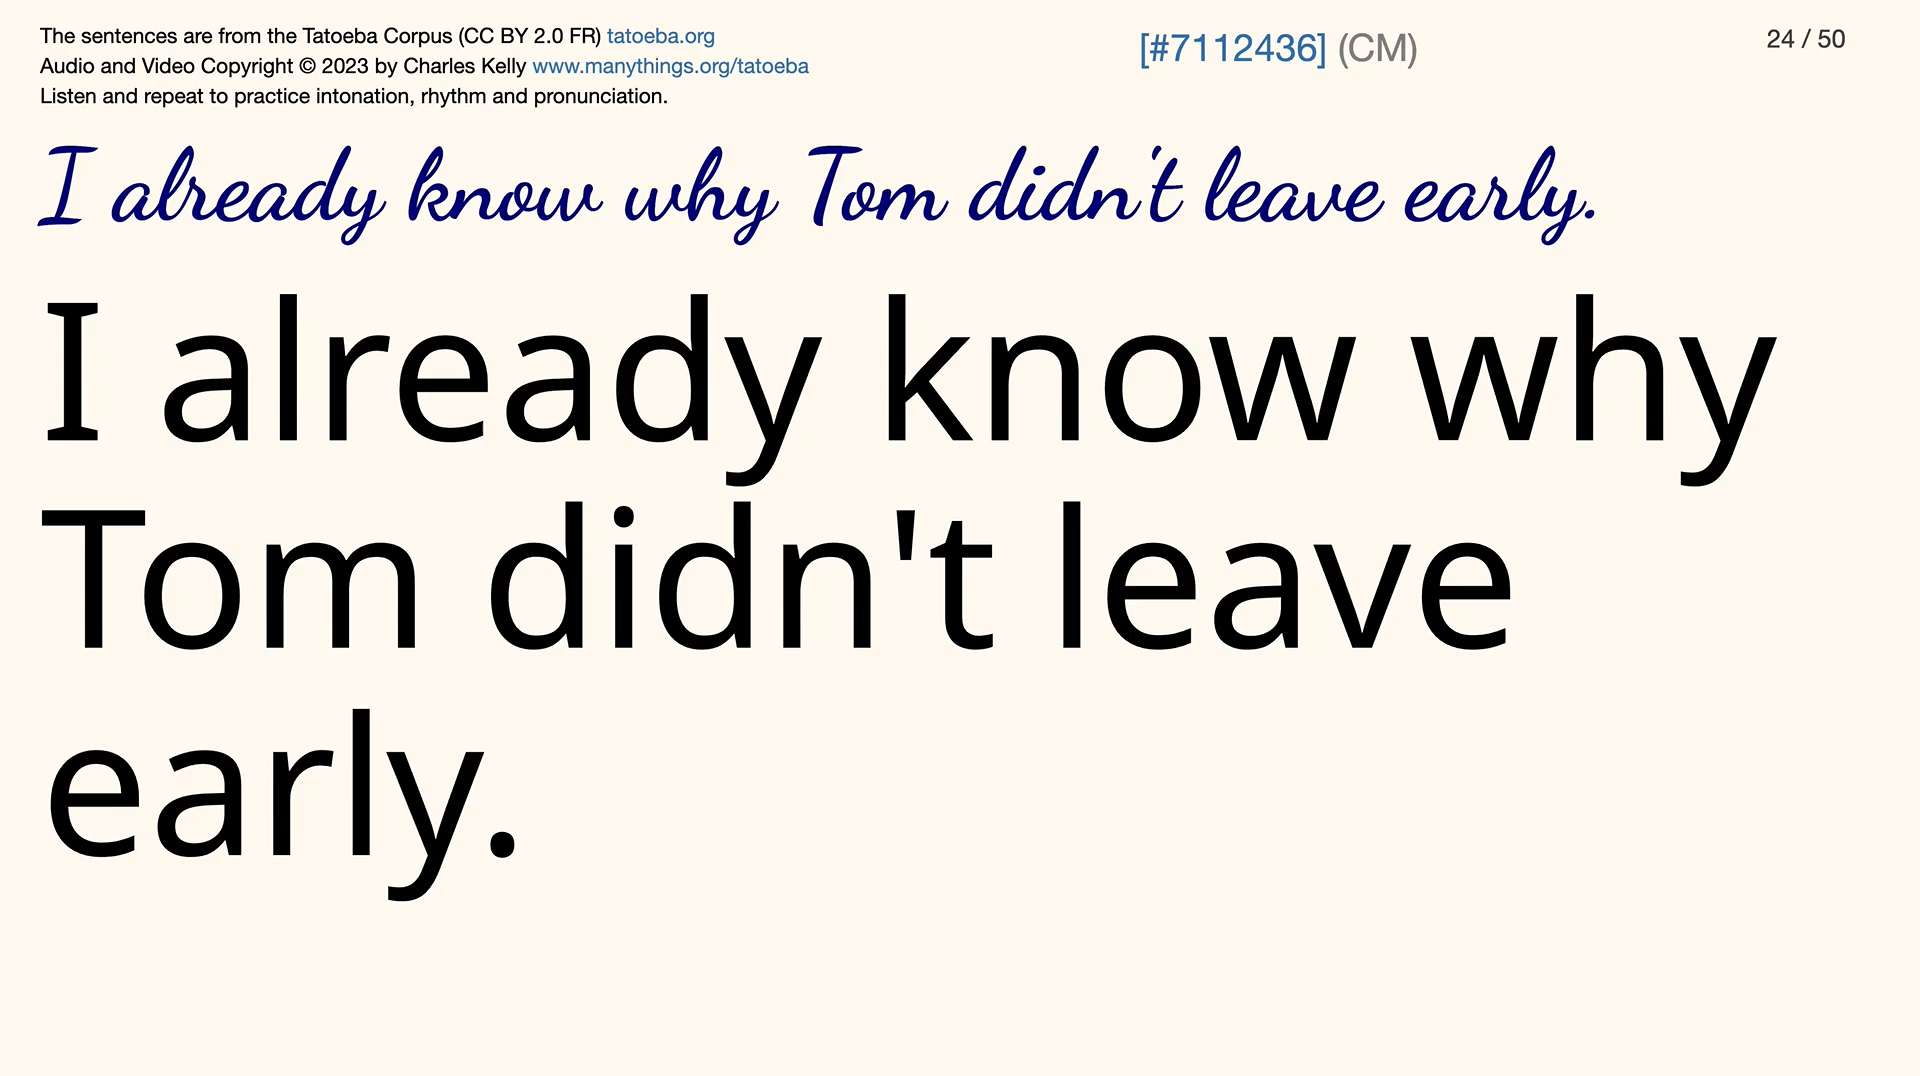 The sentences are from the Tatoeba Corpus (CC BY 2.0 FR) tatoeba.org
Audio and Video Copyright © 2023 by Charles Kelly www.manythings.org/tatoeba
Listen and repeat to practice intonation, rhythm and pronunciation.
[#7112436] (CM)
24 / 50
I already know why Tom didn't leave early.
I already know why
Tom didn't leave
early.